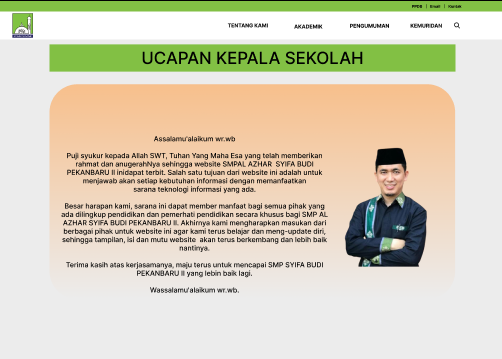 PPDB | Email | Kontak
TENTANG KAMI
AKADEMIK
PENGUMUMAN
KEMURIDAN
UCAPAN KEPALA SEKOLAH
Assalamu'alaikum wr.wb
Puji syukur kepada Allah SWT, Tuhan Yang Maha Esa yang telah memberikan
rahmat dan anugerahNya sehingga website SMPAL AZHAR SYIFA BUDI
PEKANBARU II inidapat terbit. Salah satu tujuan dari website ini adalah untuk
menjawab akan setiap kebutuhan informasi dengan memanfaatkan
sarana teknologi informasi yang ada.
Besar harapan kami, sarana ini dapat member manfaat bagi semua pihak yang
ada dilingkup pendidikan dan pemerhati pendidikan secara khusus bagi SMP AL
AZHAR SYIFA BUDI PEKANBARU II. Akhirnya kami mengharapkan masukan dari
berbagai pihak untuk website ini agar kami terus belajar dan meng-update diri,
sehingga tampilan, isi dan mutu website akan terus berkembang dan lebih baik
nantinya.
Terima kasih atas kerjasamanya, maju terus untuk mencapai SMP SYIFA BUDI
PEKANBARU II yang lebin baik lagi.
Wassalamu'alaikum wr.wb.